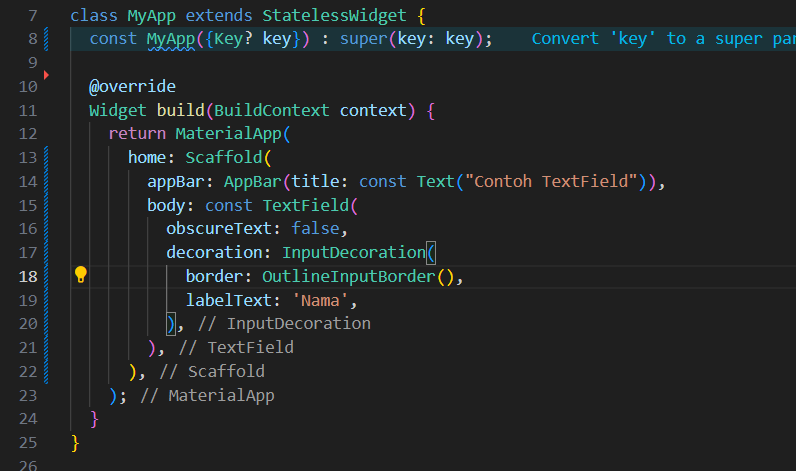 7 class MyApp extends StatelessWidget {
8 const MyApp({Key? key}) : super(key: key); Convert 'key' to a super par
9
10 @override
11 Widget build(BuildContext context) {
12 return MaterialApp(
13 home: Scaffold(
14 appBar: AppBar(title: const Text("Contoh TextField")),
15 body: const TextField(
16 obscureText: false,
17 decoration: InputDecoration(
18 border: OutlineInputBorder(),
19 labelText: 'Nama',
20 ), // InputDecoration
21 ), // TextField
22 ), // Scaffold
23 ); // MaterialApp
24 }
25 }
26